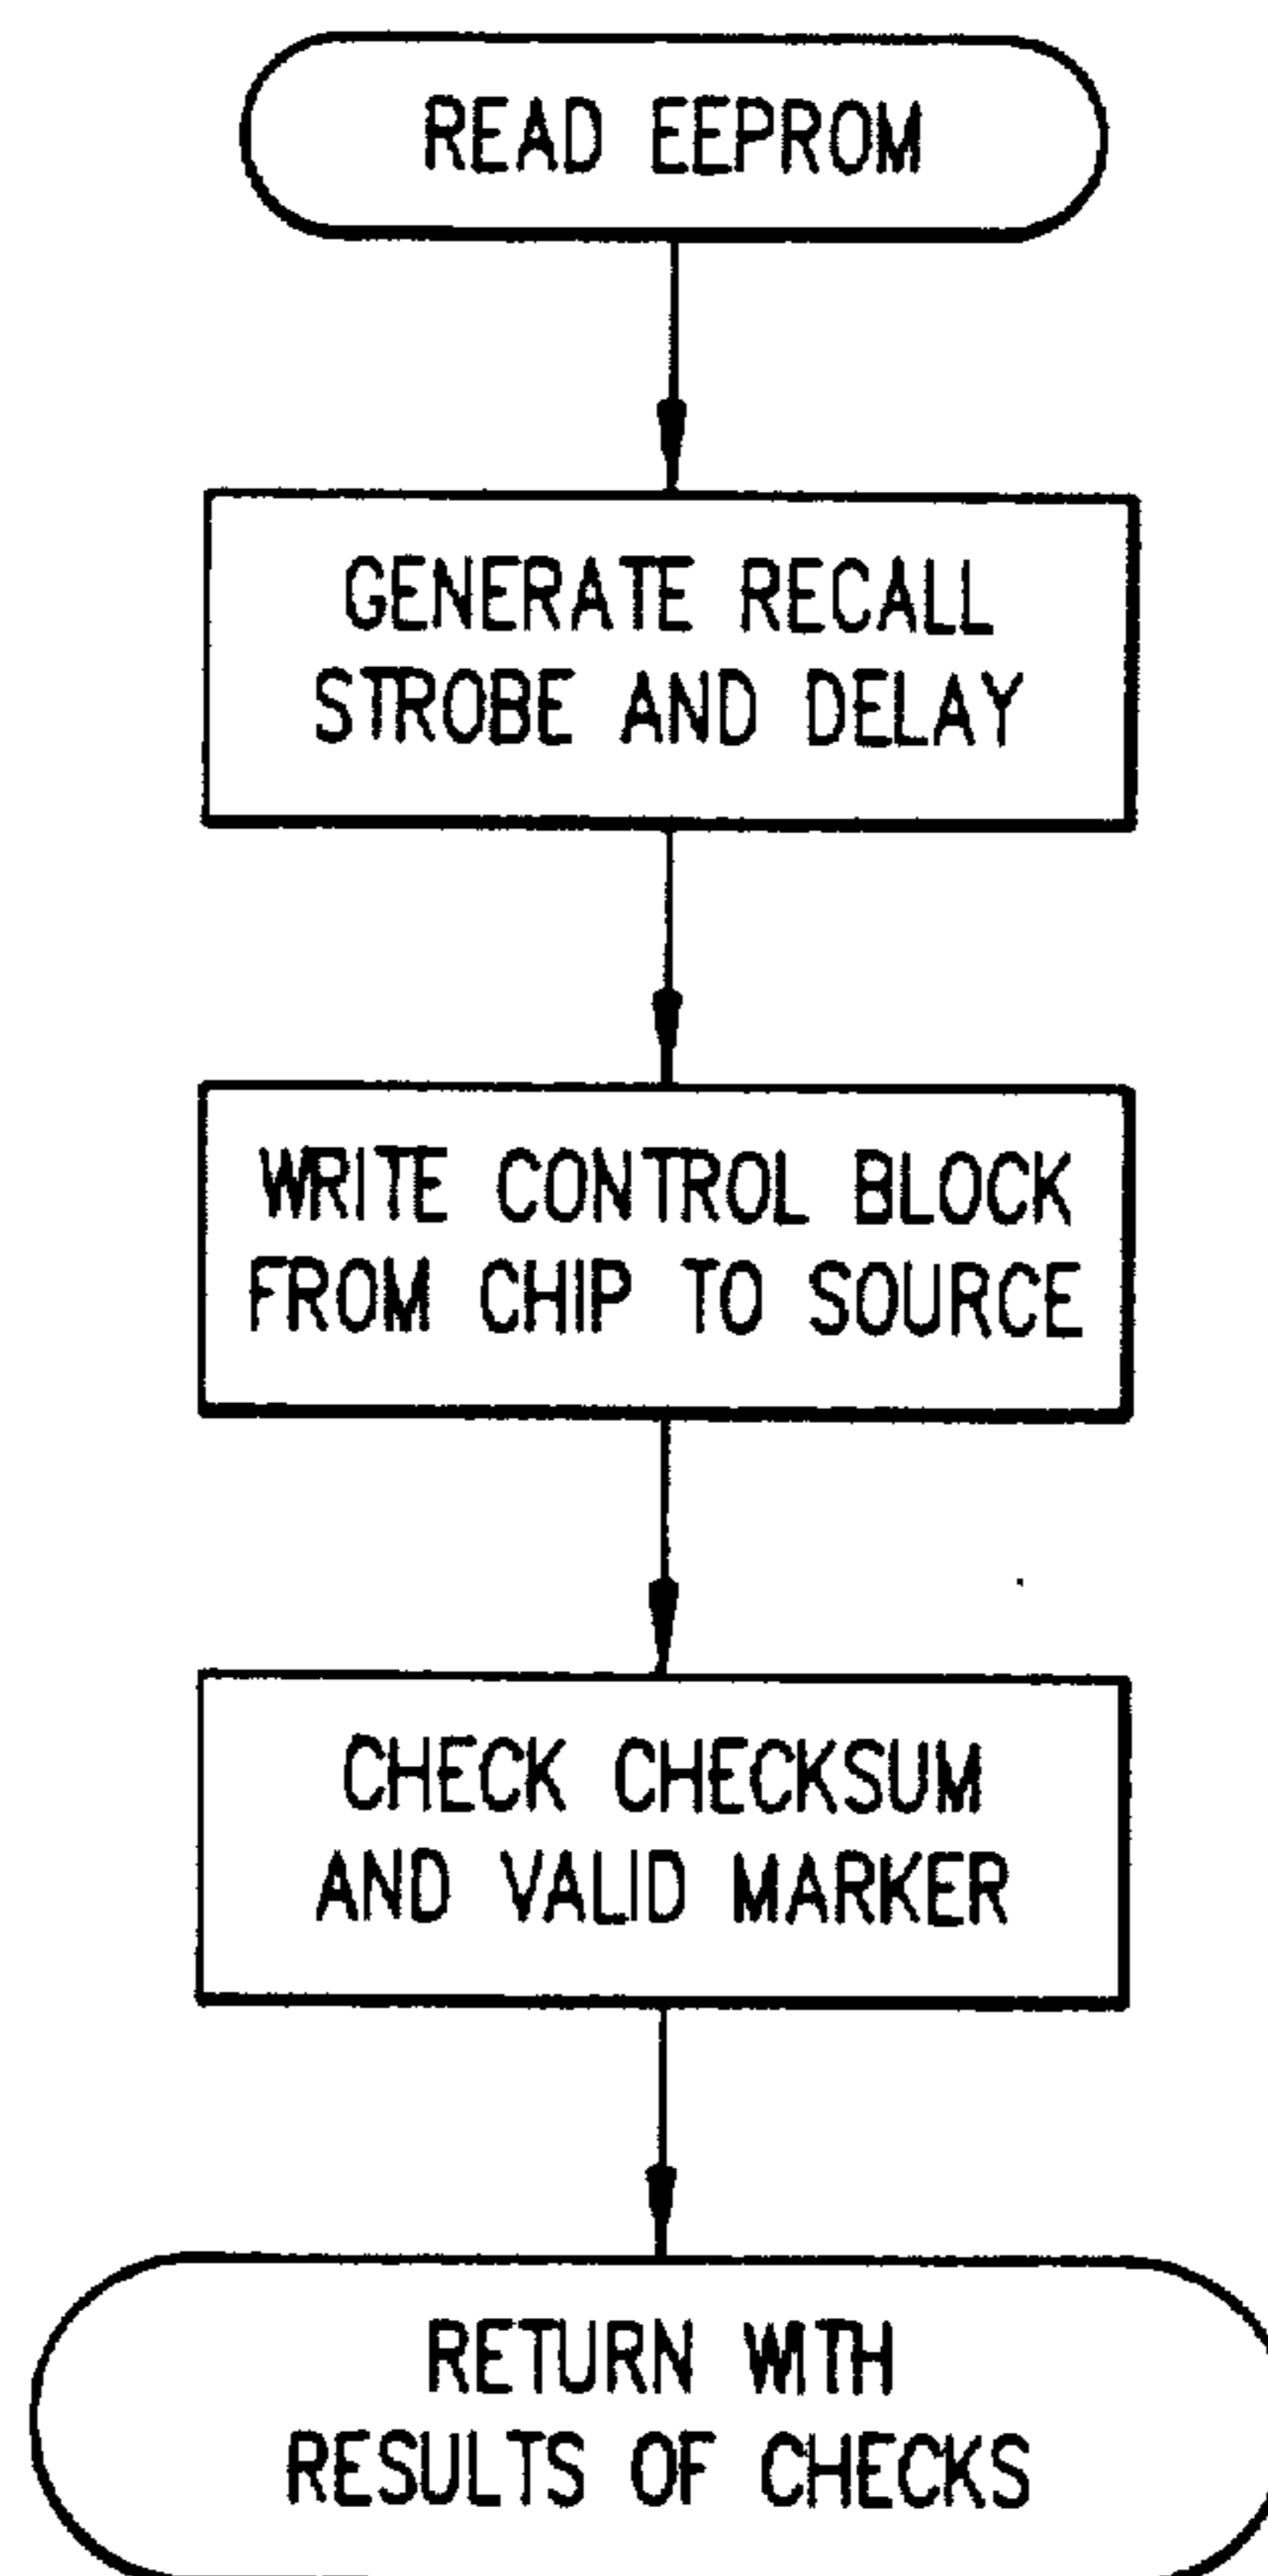 READ EEPROM
GENERATE RECALL
STROBE AND DELAY
WRITE CONTROL BLOCK
FROM CHIP TO SOURCE
CHECK CHECKSUM
AND VALID MARKER
RETURN WITH
RESULTS OF CHECKS